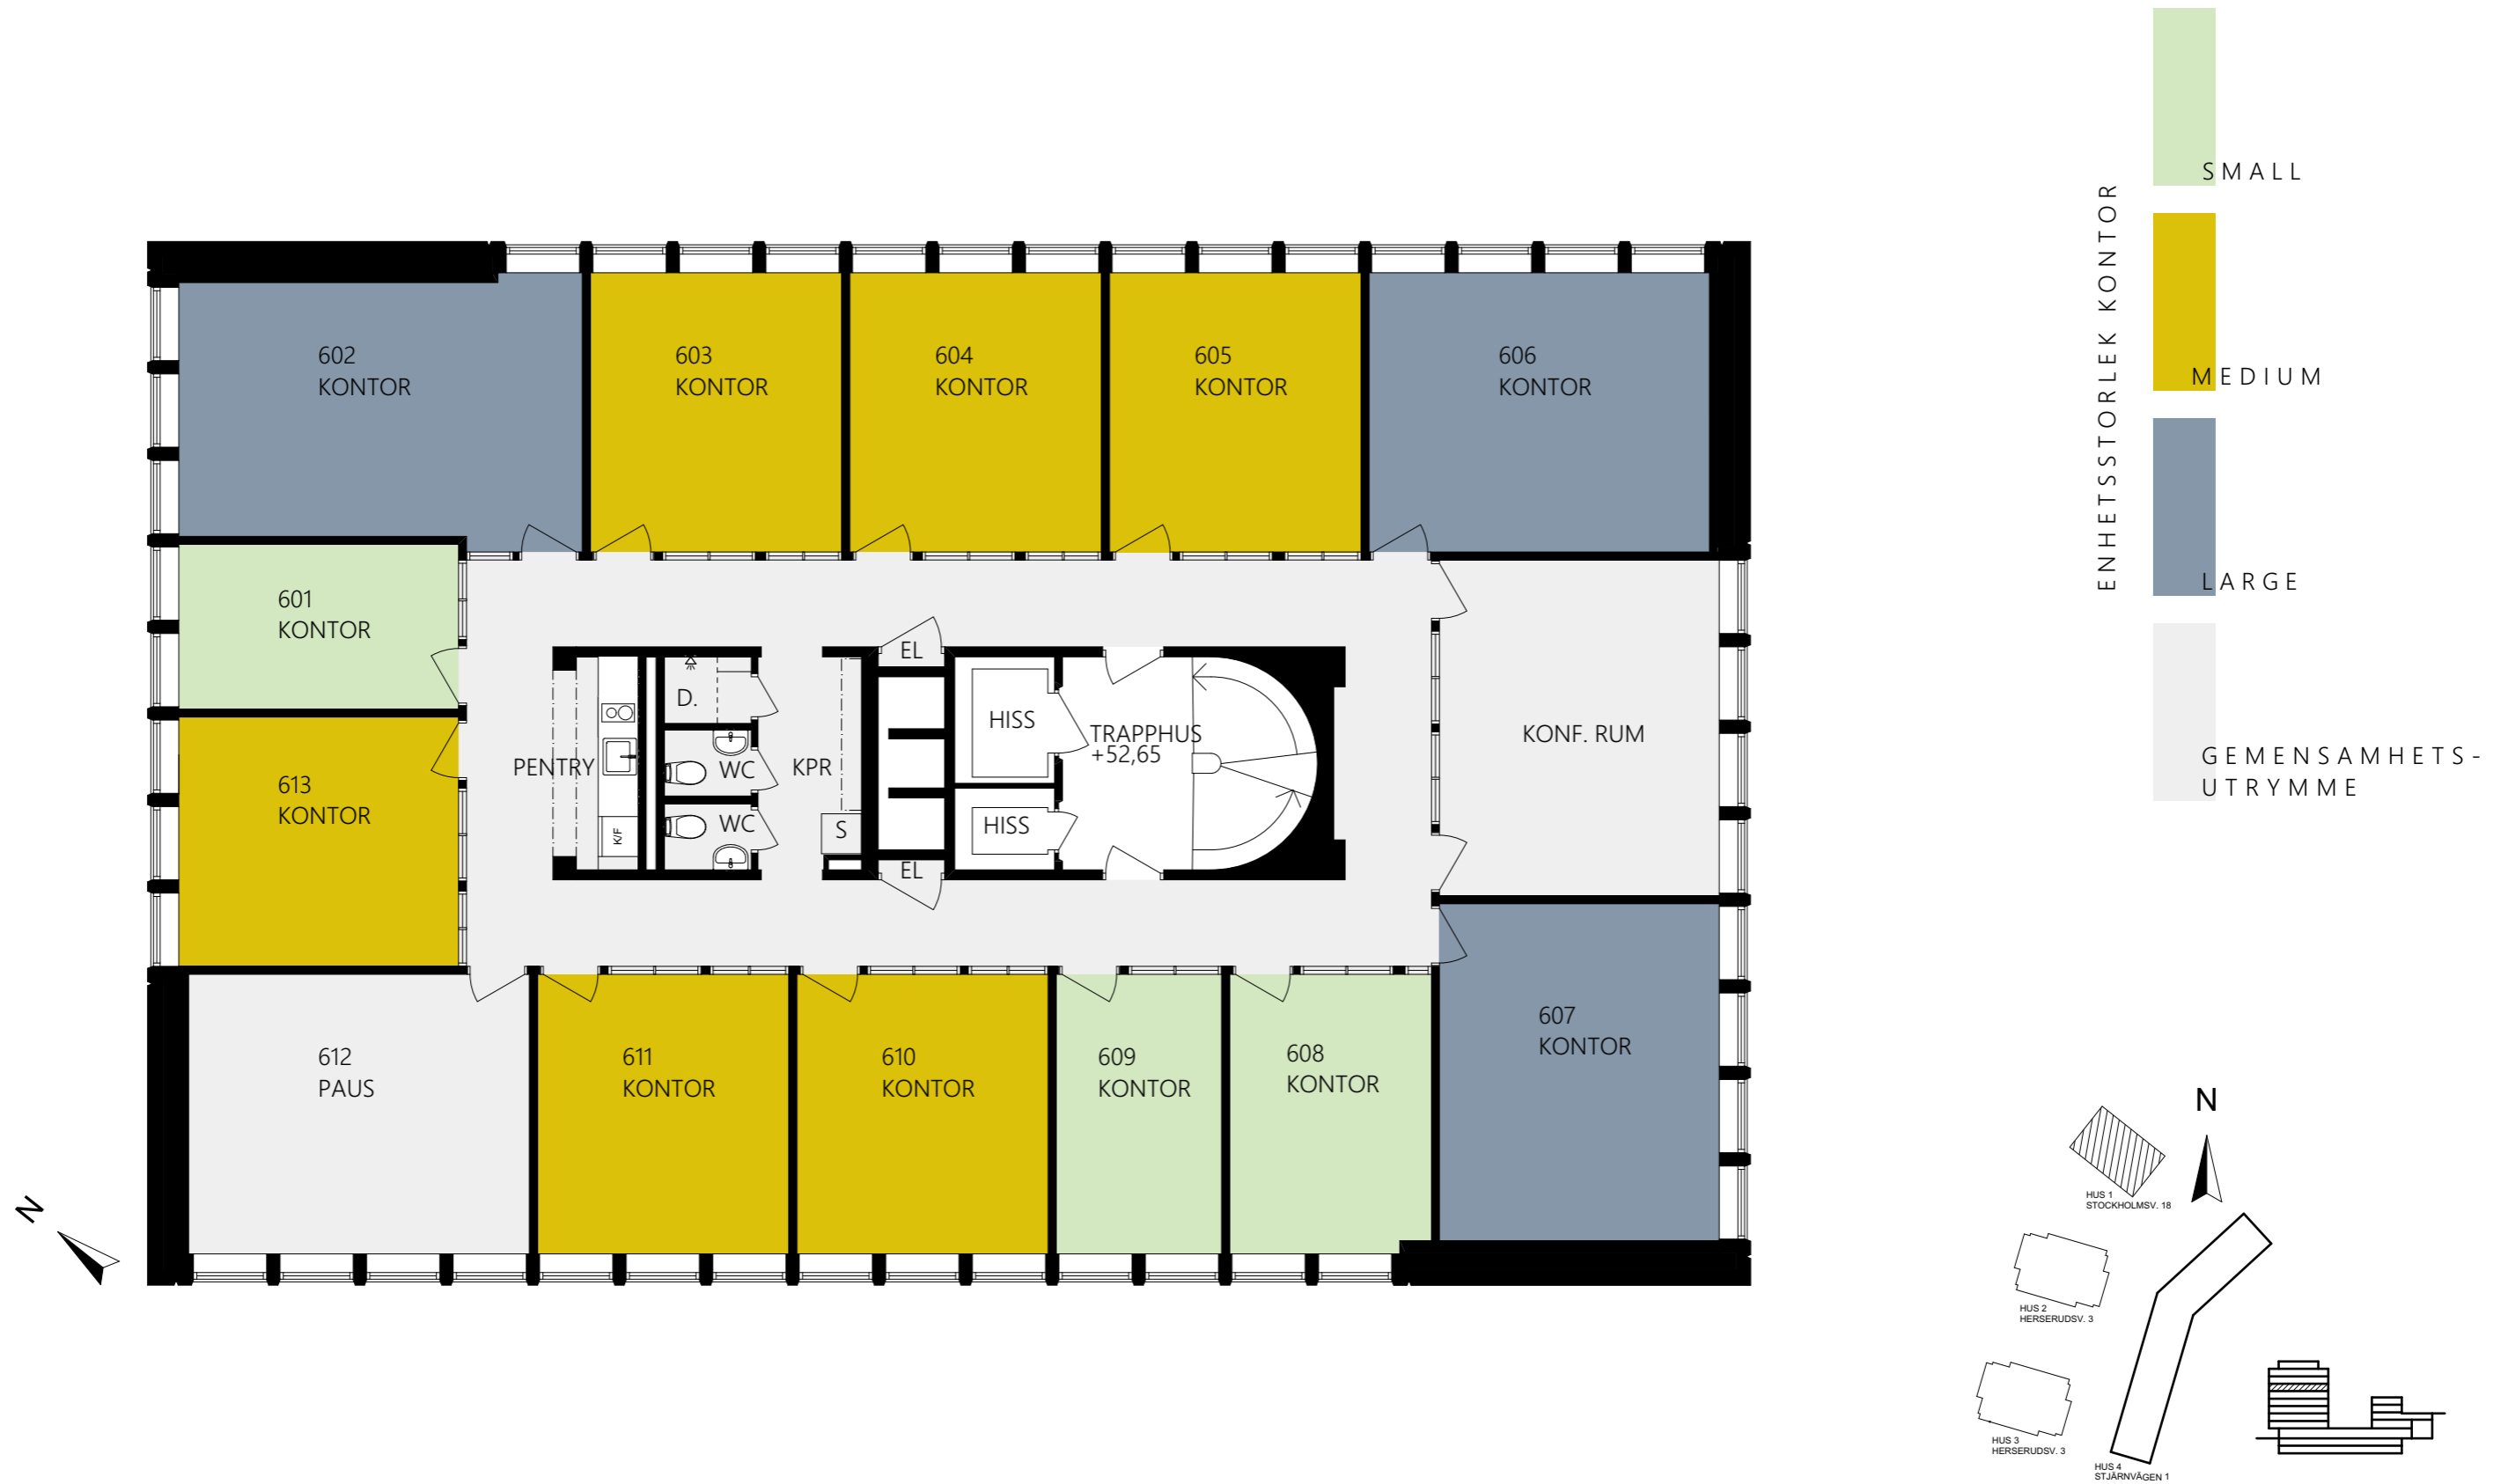 SMALL
MEDIUM
LARGE
GEMENSAMHETS-
UTRYMME
ENHETSSTORLEK KONTOR
602
KONTOR
603
KONTOR
604
KONTOR
605
KONTOR
606
KONTOR
601
KONTOR
613
KONTOR
PENTRY
K/F
D.
WC
WC
KPR
S
EL
EL
HISS
HISS
TRAPPHUS
+52,65
KONF. RUM
612
PAUS
611
KONTOR
610
KONTOR
609
KONTOR
608
KONTOR
607
KONTOR
N
N
HUS 1
STOCKHOLMSV. 18
HUS 2
HERSERUDSV. 3
HUS 3
HERSERUDSV. 3
HUS 4
STJÄRNVÄGEN 1